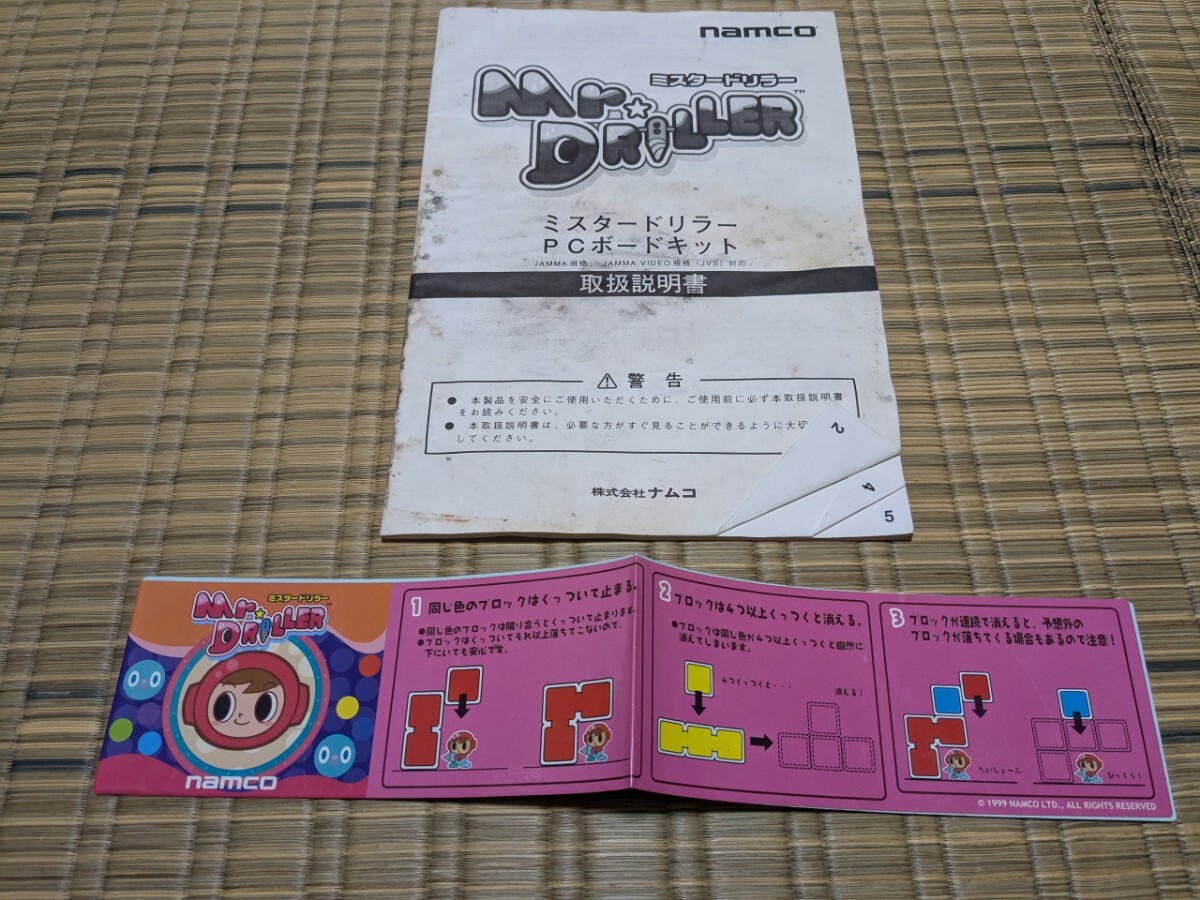 namco
ミスタードリラー
Mr. DRILLER™
ミスタードリラー
PCボードキット
JAMMA規格、JAMMA VIDEO規格(JVS)対応
取扱説明書
⚠ 警告
● 本製品を安全にご使用いただくために、ご使用前に必ず本取扱説明書
をお読みください。
● 本取扱説明書は、必要な方がすぐ見ることができるように大切
してください。
株式会社ナムコ
2
4
5
ミスタードリラー
Mr. DRILLER™
namco
1 同じ色のブロックはくっついて止まる。
●同じ色のブロックは隣り合うとくっついて止まります。
●ブロックはくっついてそれ以上落ちてこないので、
下にいても安心です。
2 ブロックは4つ以上くっつくと消える。
●ブロックは同じ色が4つ以上くっつくと自然に
消えてしまいます。
4つくっつくと・・・
消える!
3 ブロックが連続で消えると、予想外の
ブロックが落ちてくる場合もあるので注意!
だいじょーぶ
びっくり!
© 1999 NAMCO LTD., ALL RIGHTS RESERVED